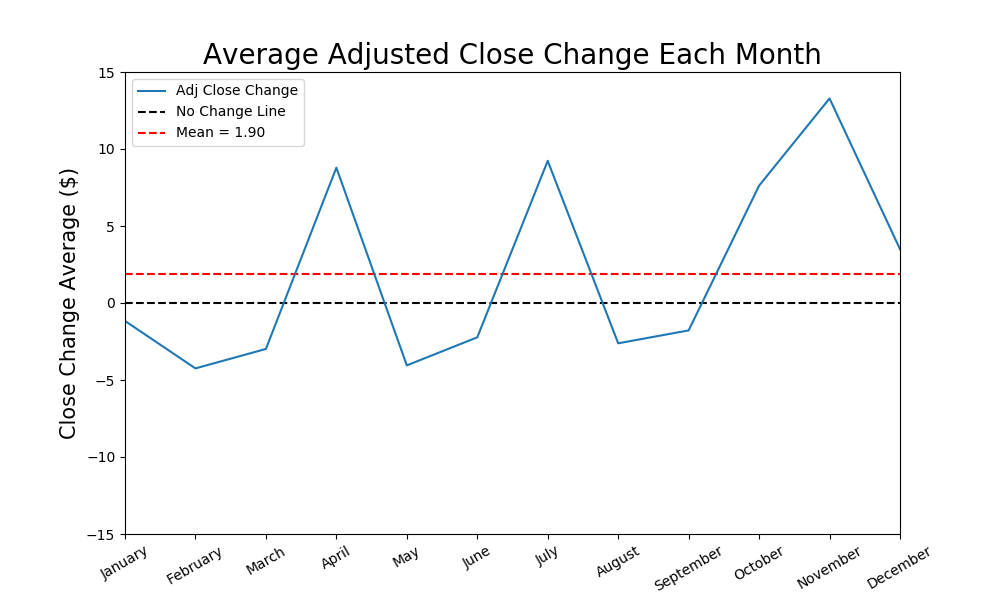 Average Adjusted Close Change Each Month
Adj Close Change
No Change Line
Mean = 1.90
Close Change Average ($)
15
10
5
0
−5
−10
−15
January
February
March
April
May
June
July
August
September
October
November
December